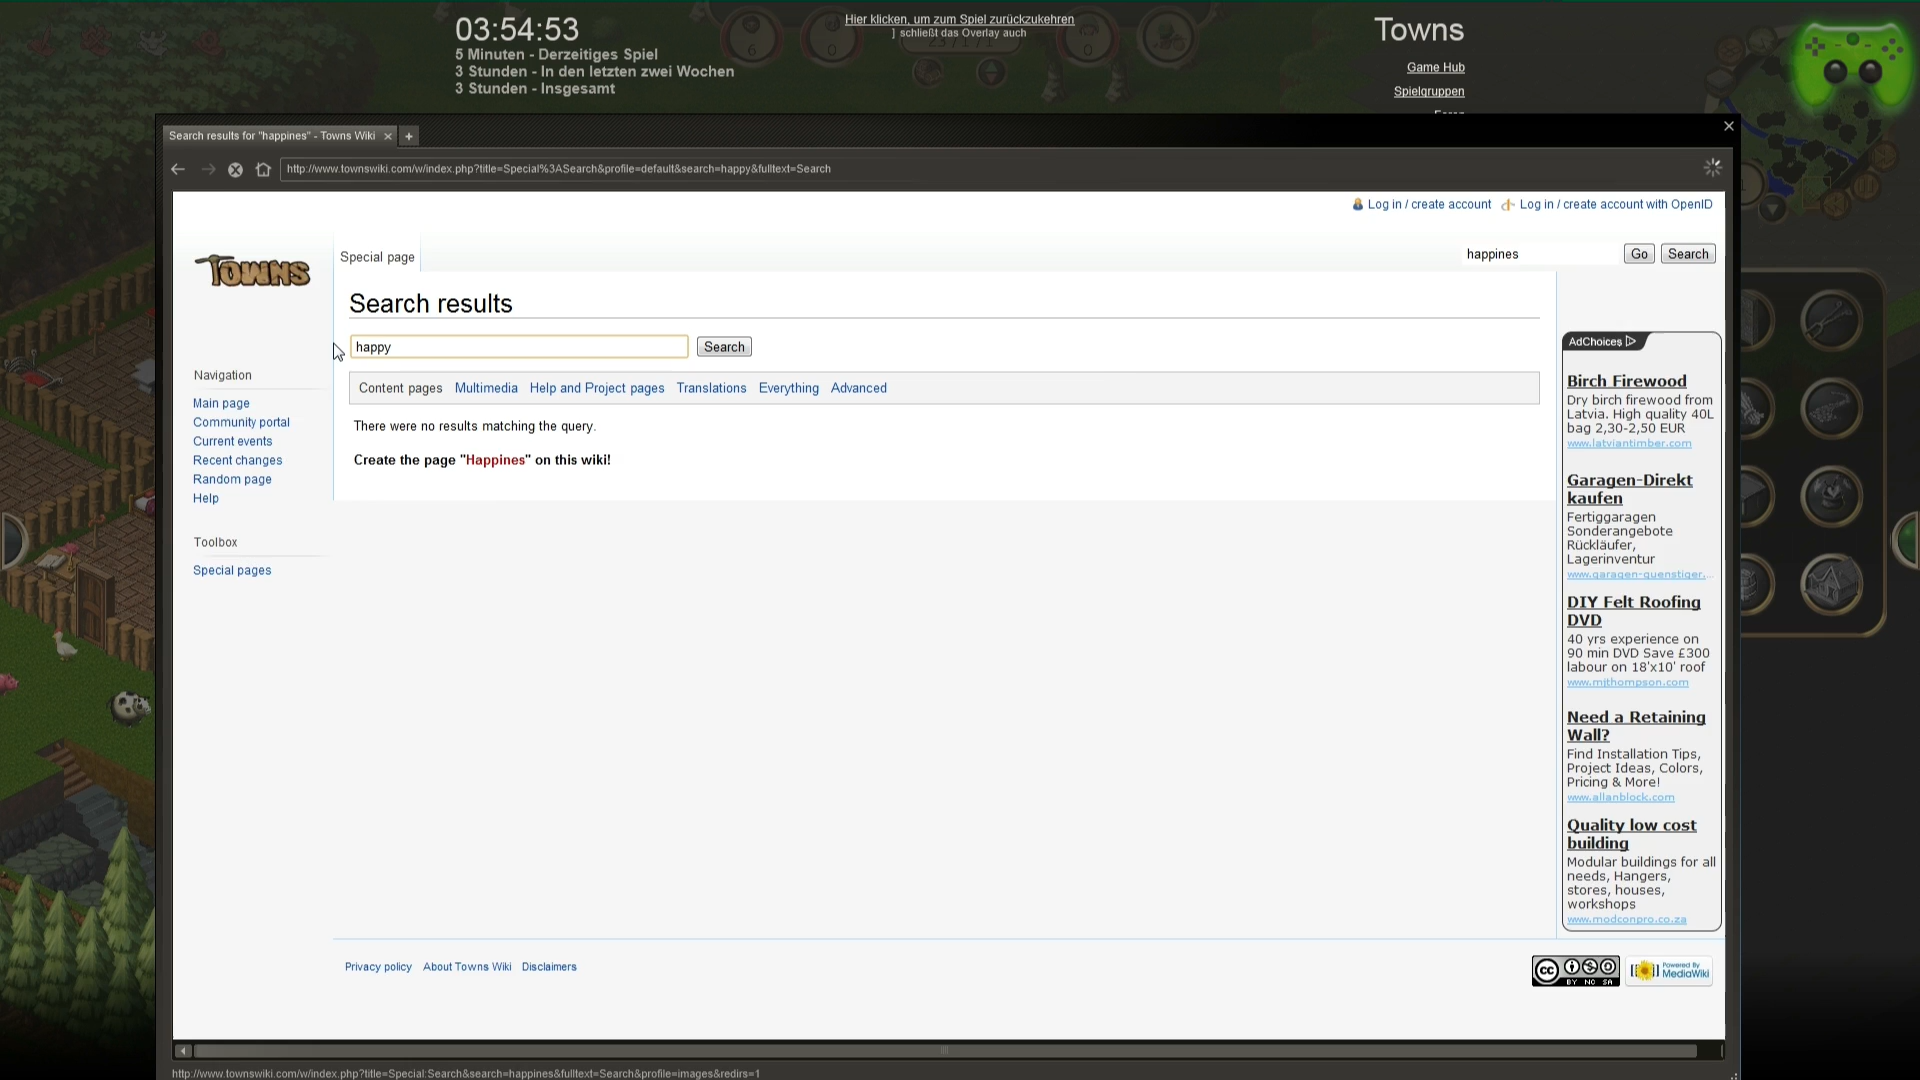 03:54:53
5 Minuten - Derzeitiges Spiel
3 Stunden - In den letzten zwei Wochen
3 Stunden - Insgesamt
Hier klicken, um zum Spiel zurückzukehren
] schließt das Overlay auch
Towns
Game Hub
Spielgruppen
Search results for "happines" - Towns Wiki
http://www.townswiki.com/w/index.php?title=Special%3ASearch&profile=default&search=happy&fulltext=Search
Log in / create account
Log in / create account with OpenID
TOWNS
Special page
happines
Go
Search
Search results
happy
Search
Content pages
Multimedia
Help and Project pages
Translations
Everything
Advanced
There were no results matching the query.
Create the page "Happines" on this wiki!
Navigation
Main page
Community portal
Current events
Recent changes
Random page
Help
Toolbox
Special pages
AdChoices
Birch Firewood
Dry birch firewood from
Latvia. High quality 40L
bag 2,30-2,50 EUR
www.latviantimber.com
Garagen-Direkt
kaufen
Fertiggaragen
Sonderangebote
Rückläufer,
Lagerinventur
www.garagen-guenstiger....
DIY Felt Roofing
DVD
40 yrs experience on
90 min DVD Save £300
labour on 18'x10' roof
www.mjthompson.com
Need a Retaining
Wall?
Find Installation Tips,
Project Ideas, Colors,
Pricing & More!
www.allanblock.com
Quality low cost
building
Modular buildings for all
needs, Hangers,
stores, houses,
workshops
www.modconpro.co.za
Privacy policy
About Towns Wiki
Disclaimers
cc
BY NC SA
Powered By
MediaWiki
http://www.townswiki.com/w/index.php?title=Special:Search&search=happines&fulltext=Search&profile=images&redirs=1